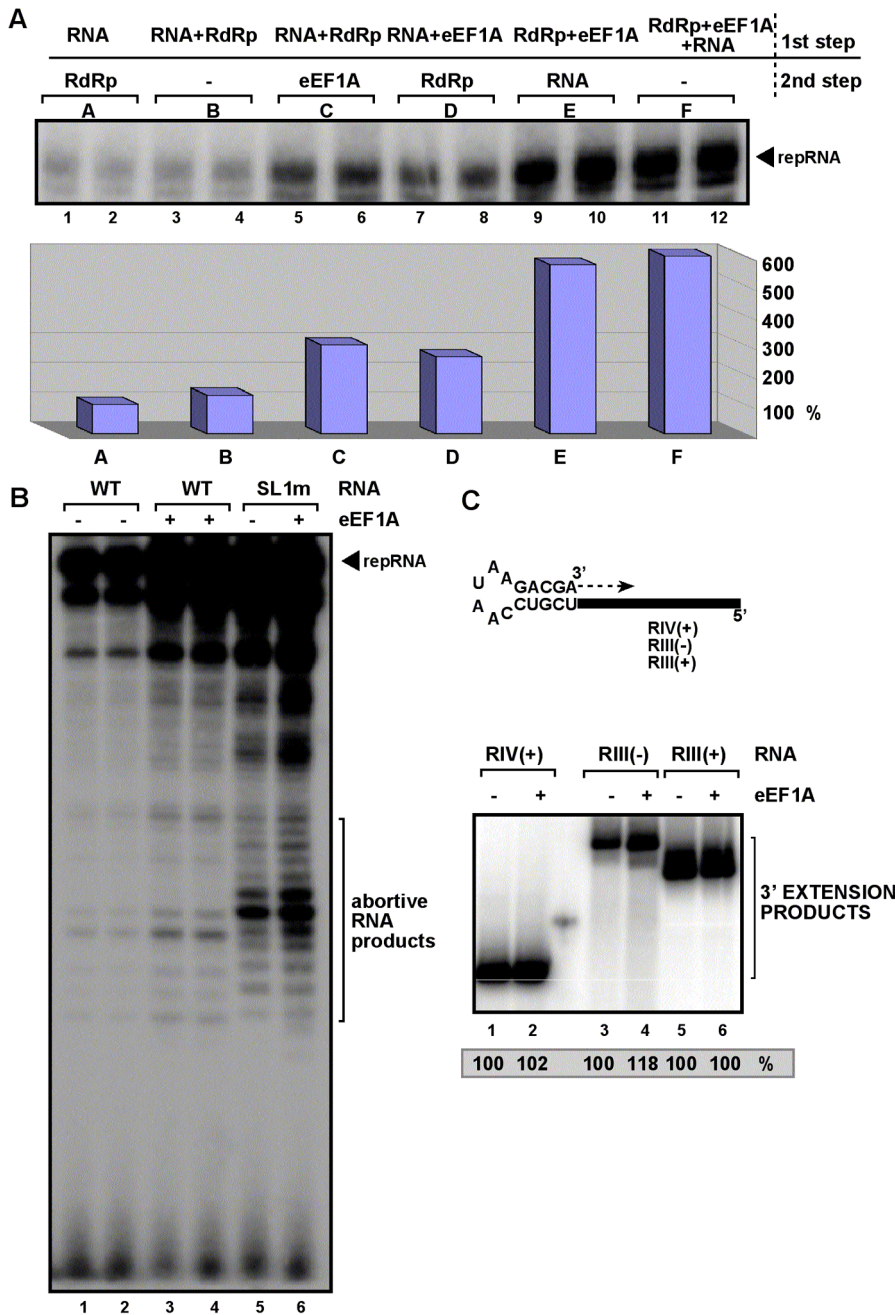 A
RNA RNA+RdRp RNA+RdRp RNA+eEF1A RdRp+eEF1A RdRp+eEF1A +RNA 1st step
RdRp - eEF1A RdRp RNA - 2nd step
A B C D E F
repRNA
1 2 3 4 5 6 7 8 9 10 11 12
600
500
400
300
200
100 %
A B C D E F
B
WT WT SL1m RNA
- - + + - + eEF1A
repRNA
abortive
RNA
products
1 2 3 4 5 6
C
A A 3'
U GACGA
A CUGCU
A C 5'
RIV(+)
RIII(-)
RIII(+)
RIV(+) RIII(-) RIII(+) RNA
- + - + - + eEF1A
3' EXTENSION
PRODUCTS
1 2 3 4 5 6
100 102 100 118 100 100 %